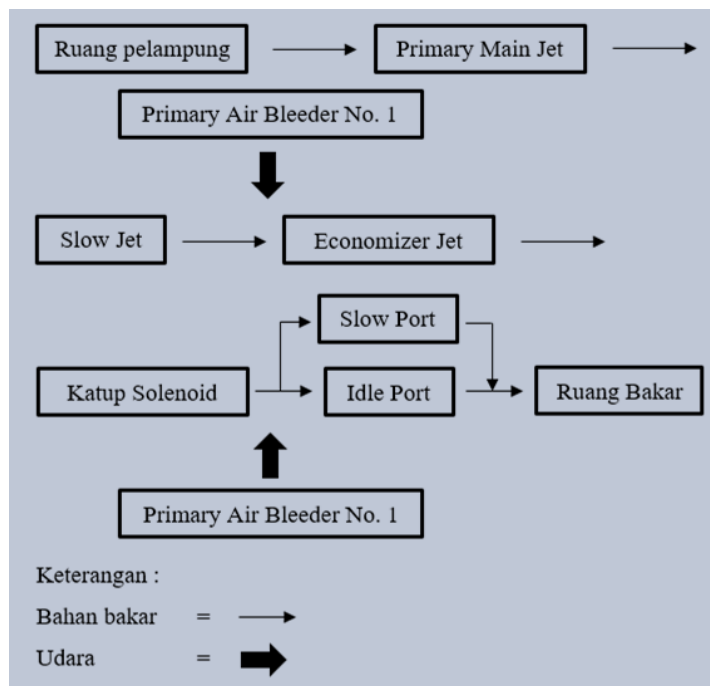 Ruang pelampung
Primary Main Jet
Primary Air Bleeder No. 1
Slow Jet
Economizer Jet
Slow Port
Katup Solenoid
Idle Port
Ruang Bakar
Primary Air Bleeder No. 1
Keterangan :
Bahan bakar =
Udara =